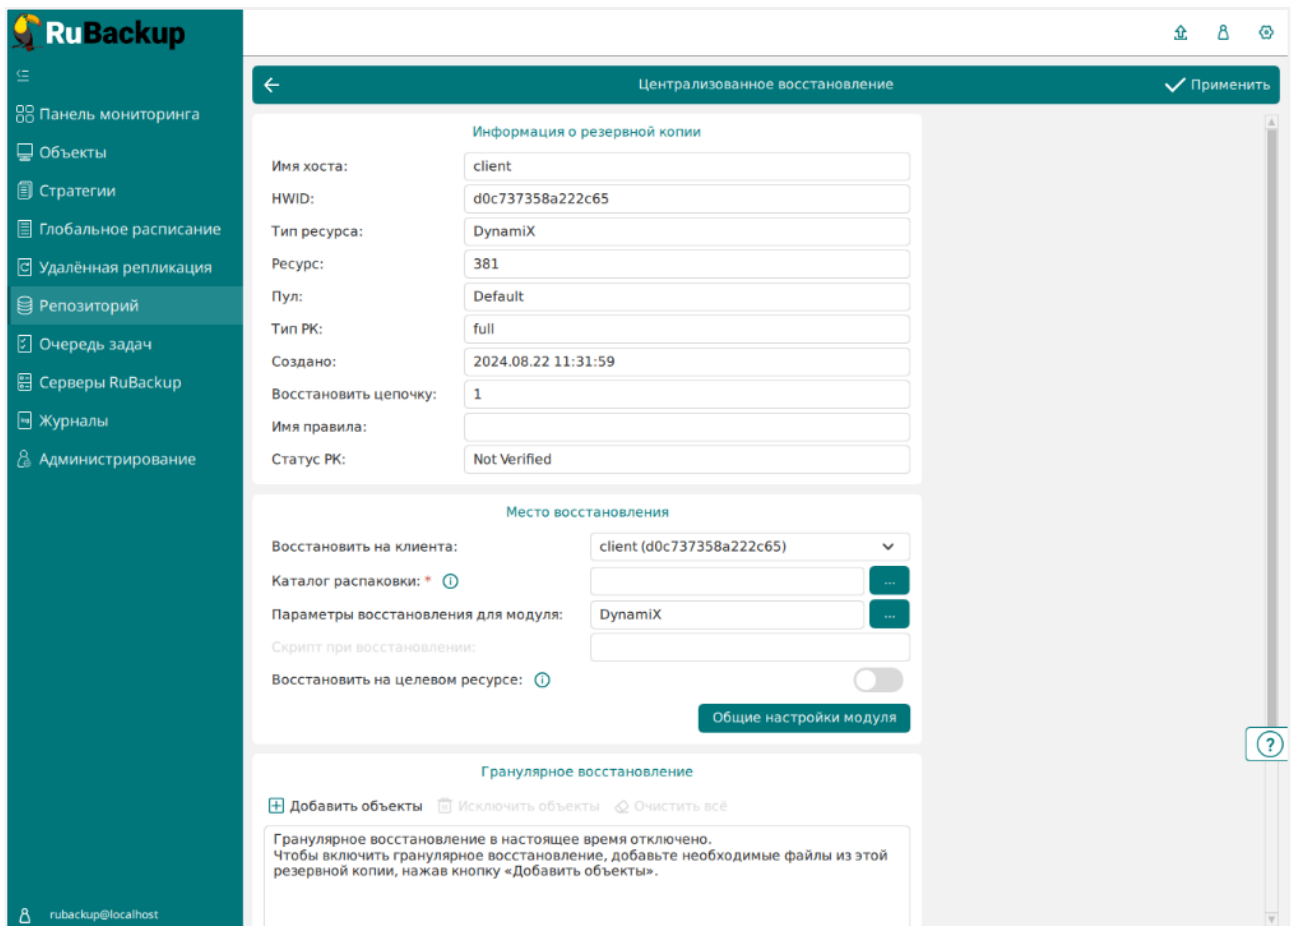 RuBackup
Панель мониторинга
Объекты
Стратегии
Глобальное расписание
Удалённая репликация
Репозиторий
Очередь задач
Серверы RuBackup
Журналы
Администрирование
rubackup@localhost
Централизованное восстановление
Применить
Информация о резервной копии
Имя хоста: client
HWID: d0c737358a222c65
Тип ресурса: DynamiX
Ресурс: 381
Пул: Default
Тип РК: full
Создано: 2024.08.22 11:31:59
Восстановить цепочку: 1
Имя правила:
Статус РК: Not Verified
Место восстановления
Восстановить на клиента: client (d0c737358a222c65)
Каталог распаковки: * ...
Параметры восстановления для модуля: DynamiX ...
Скрипт при восстановлении:
Восстановить на целевом ресурсе:
Общие настройки модуля
?
Гранулярное восстановление
Добавить объекты Исключить объекты Очистить всё
Гранулярное восстановление в настоящее время отключено.
Чтобы включить гранулярное восстановление, добавьте необходимые файлы из этой
резервной копии, нажав кнопку «Добавить объекты».